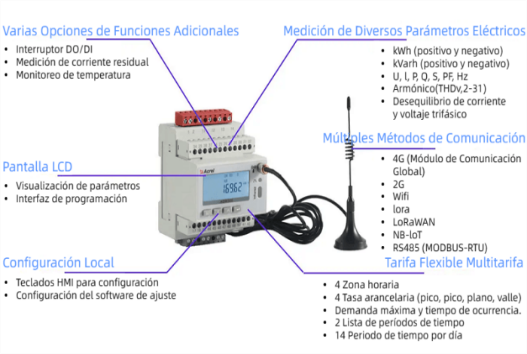 Varias Opciones de Funciones Adicionales
• Interruptor DO/DI
• Medición de corriente residual
• Monitoreo de temperatura
Medición de Diversos Parámetros Eléctricos
• kWh (positivo y negativo)
• kVarh (positivo y negativo)
• U, I, P, Q, S, PF, Hz
• Armónico(THDv,2-31)
• Desequilibrio de corriente
y voltaje trifásico
Pantalla LCD
• Visualización de parámetros
• Interfaz de programación
Acrel
16962
Múltiples Métodos de Comunicación
• 4G (Módulo de Comunicación
Global)
• 2G
• Wifi
• lora
• LoRaWAN
• NB-loT
• RS485 (MODBUS-RTU)
Configuración Local
• Teclados HMI para configuración
• Configuración del software de ajuste
Tarifa Flexible Multitarifa
• 4 Zona horaria
• 4 Tasa arancelaria (pico, pico, plano, valle)
• Demanda máxima y tiempo de ocurrencia.
• 2 Lista de períodos de tiempo
• 14 Periodo de tiempo por día